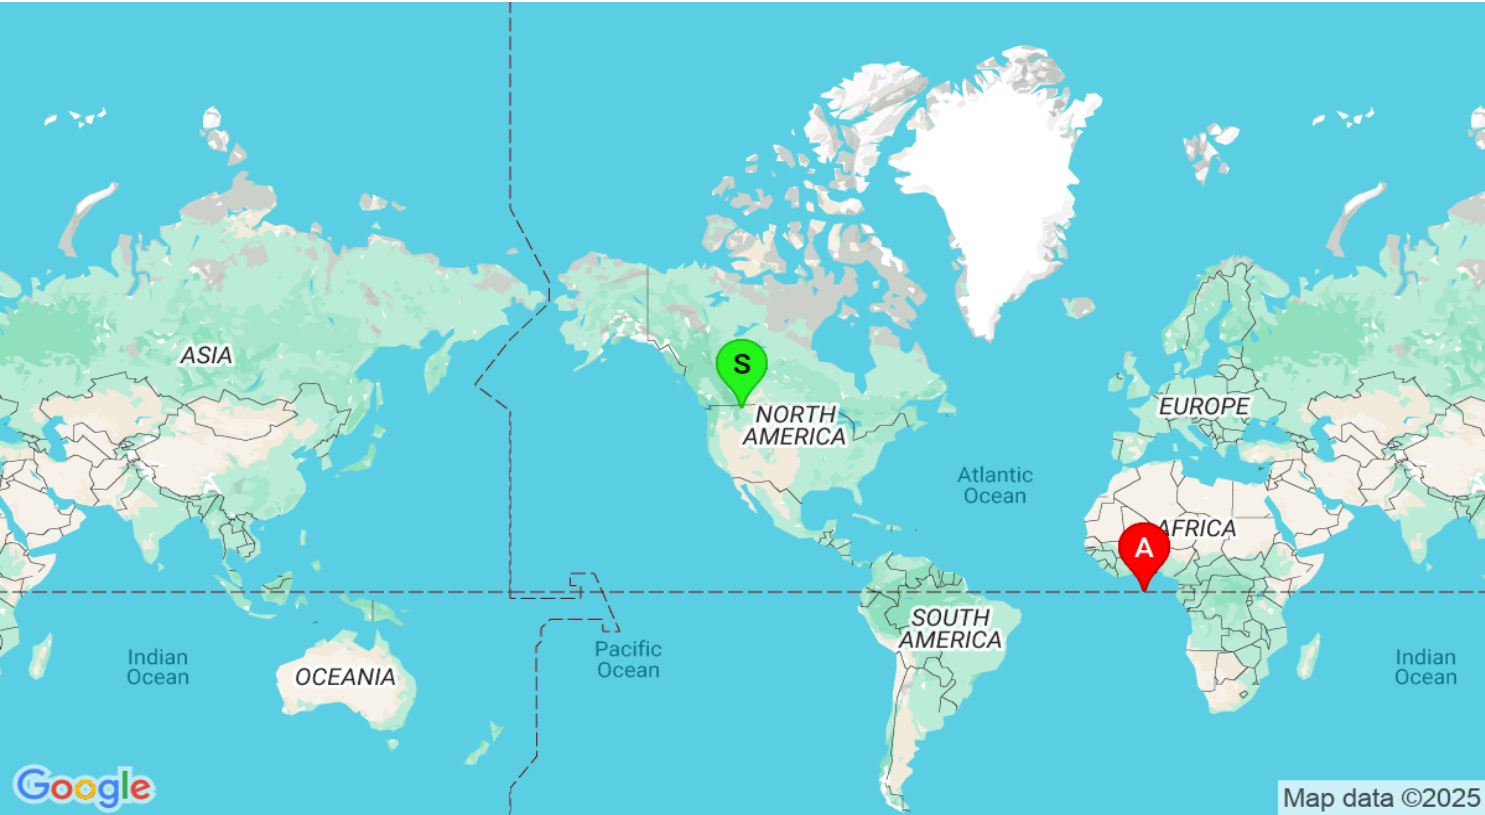 ASIA
S
NORTH
AMERICA
EUROPE
Atlantic
Ocean
AFRICA
A
SOUTH
AMERICA
Pacific
Ocean
Indian
Ocean
OCEANIA
Indian
Ocean
Google
Map data ©2025